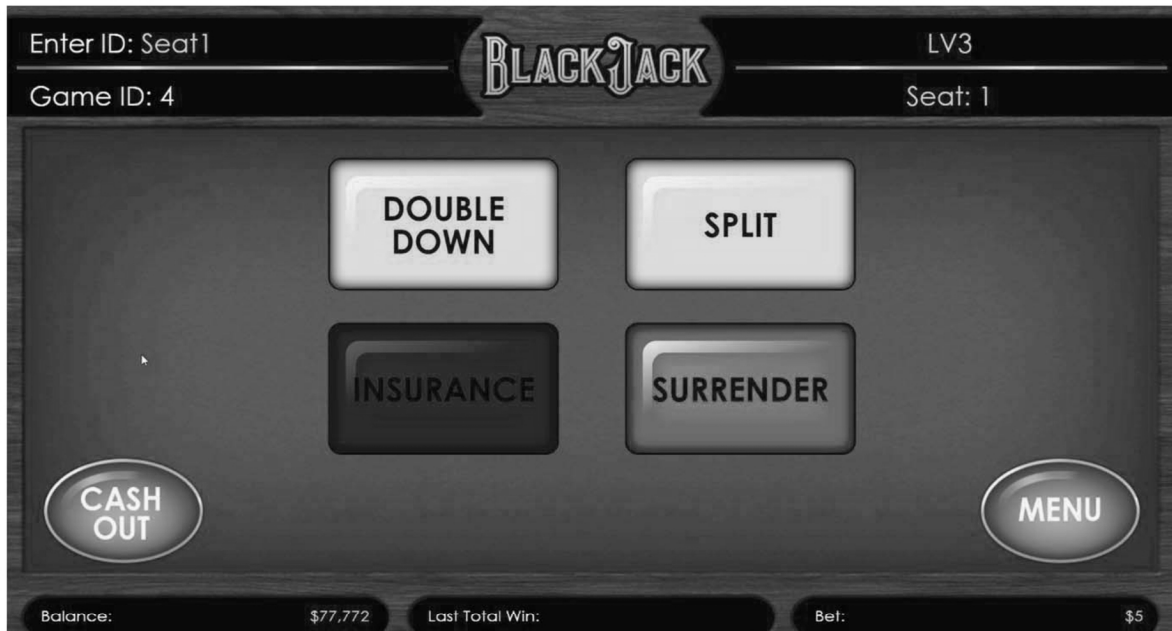 Enter ID: Seat1
BLACKJACK
LV3
Game ID: 4
Seat: 1
DOUBLE
DOWN
SPLIT
INSURANCE
SURRENDER
CASH
OUT
MENU
Balance: $77,772
Last Total Win:
Bet: $5